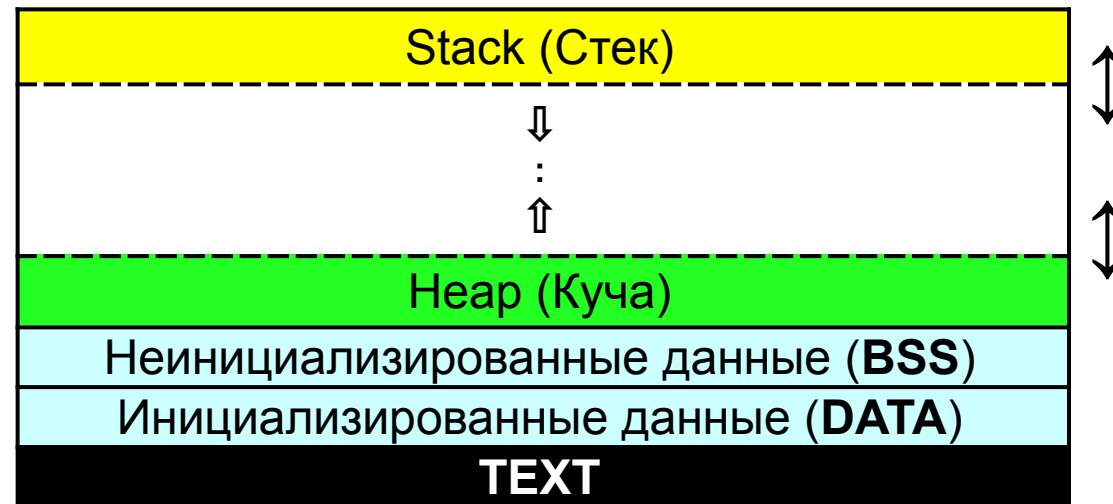 Stack (Стек)
⇩
:
⇧
Heap (Куча)
Неинициализированные данные (BSS)
Инициализированные данные (DATA)
TEXT